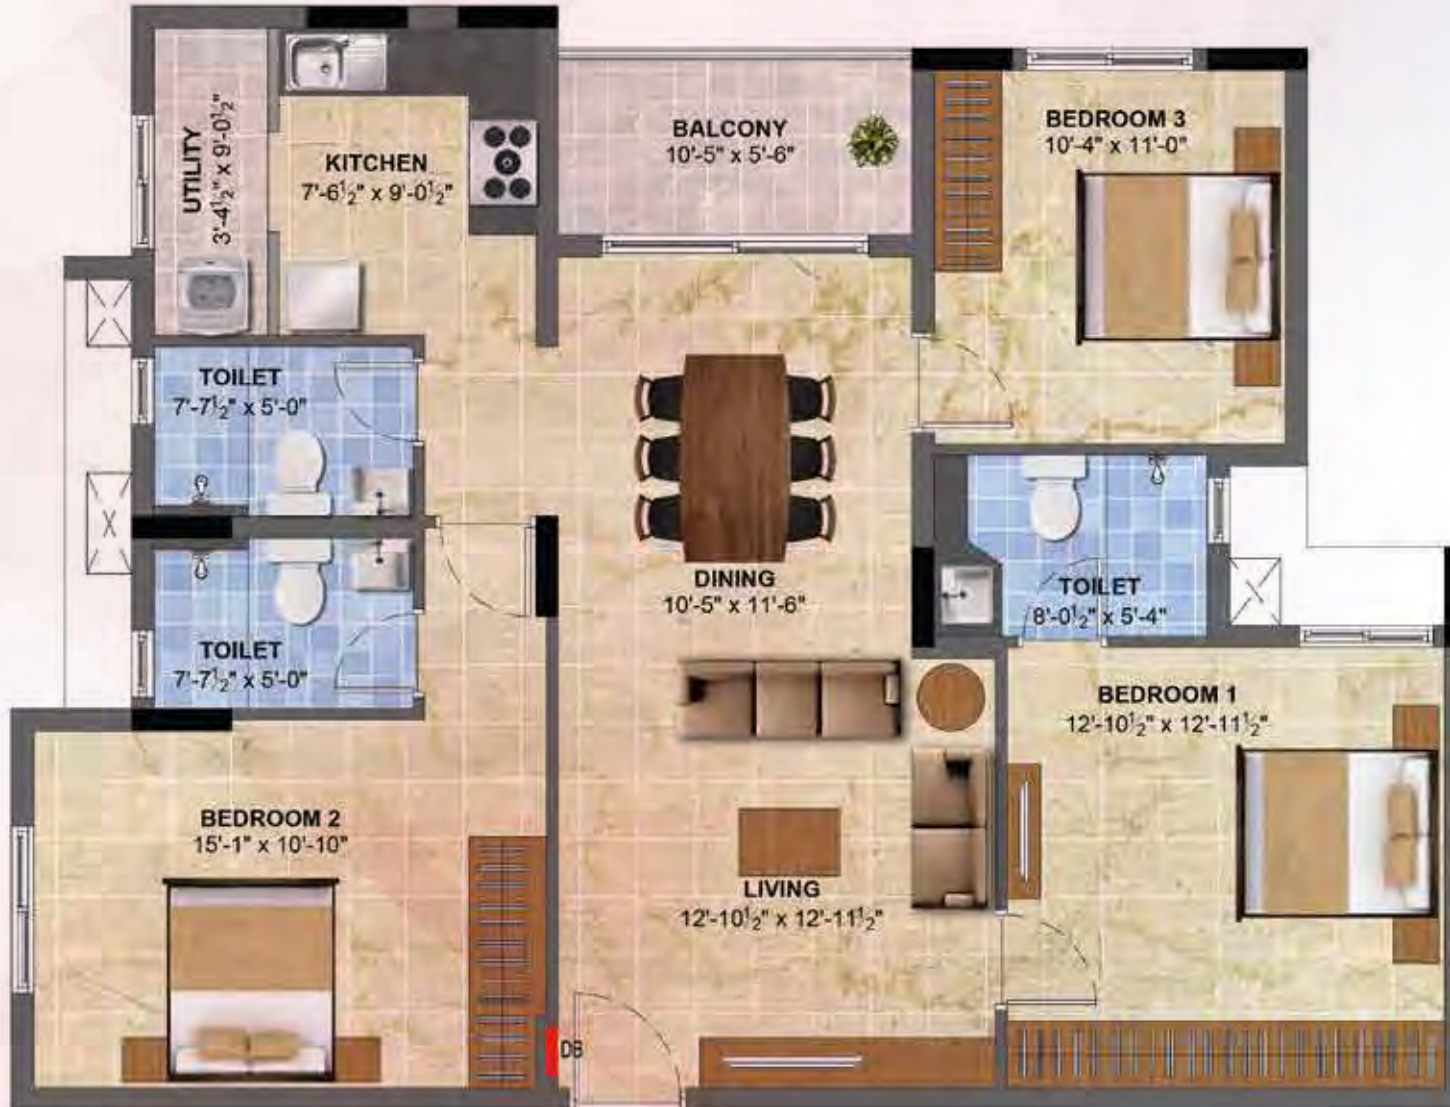 UTILITY
3'-4½" x 9'-0½"
KITCHEN
7'-6½" x 9'-0½"
BALCONY
10'-5" x 5'-6"
BEDROOM 3
10'-4" x 11'-0"
TOILET
7'-7½" x 5'-0"
DINING
10'-5" x 11'-6"
TOILET
8'-0½" x 5'-4"
TOILET
7'-7½" x 5'-0"
BEDROOM 1
12'-10½" x 12'-11½"
BEDROOM 2
15'-1" x 10'-10"
LIVING
12'-10½" x 12'-11½"
DB